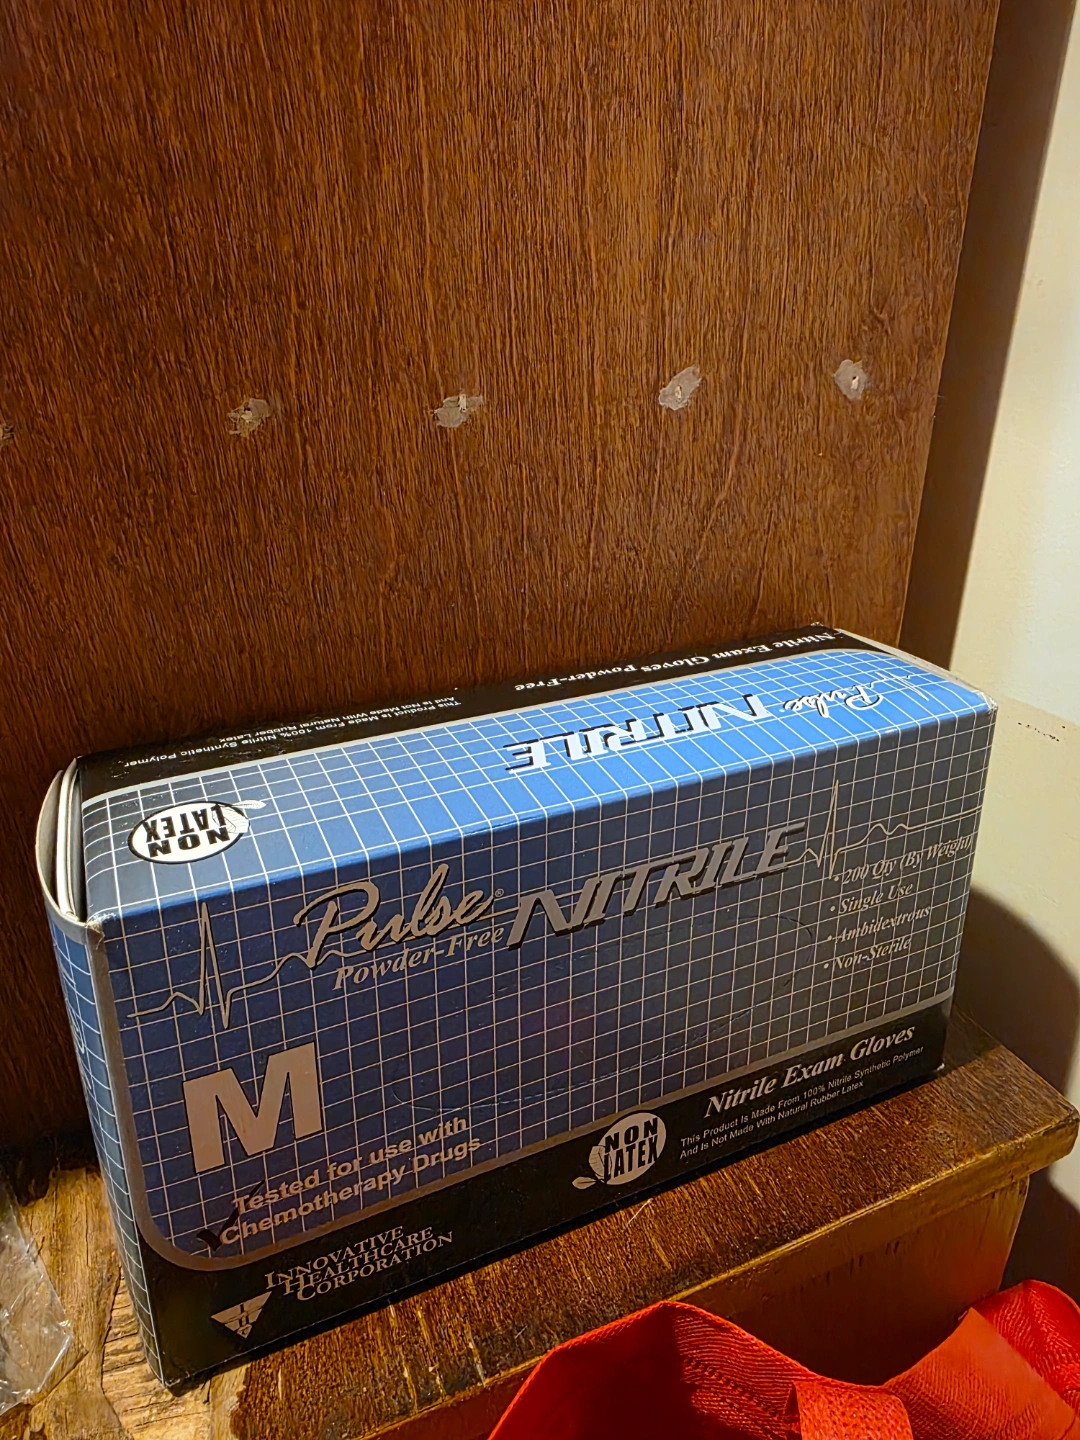 Nitrile Exam Gloves Powder-Free
This Product Is Made From 100% Nitrile Synthetic Polymer
And Is Not Made With Natural Rubber Latex
Pulse NITRILE
NON
LATEX
Pulse® NITRILE
Powder-Free
• 200 Qty (By Weight)
• Single Use
• Ambidextrous
• Non-Sterile
M
Tested for use with
Chemotherapy Drugs
NON
LATEX
Nitrile Exam Gloves
This Product Is Made From 100% Nitrile Synthetic Polymer
And Is Not Made With Natural Rubber Latex
INNOVATIVE
HEALTHCARE
CORPORATION
I
H
C